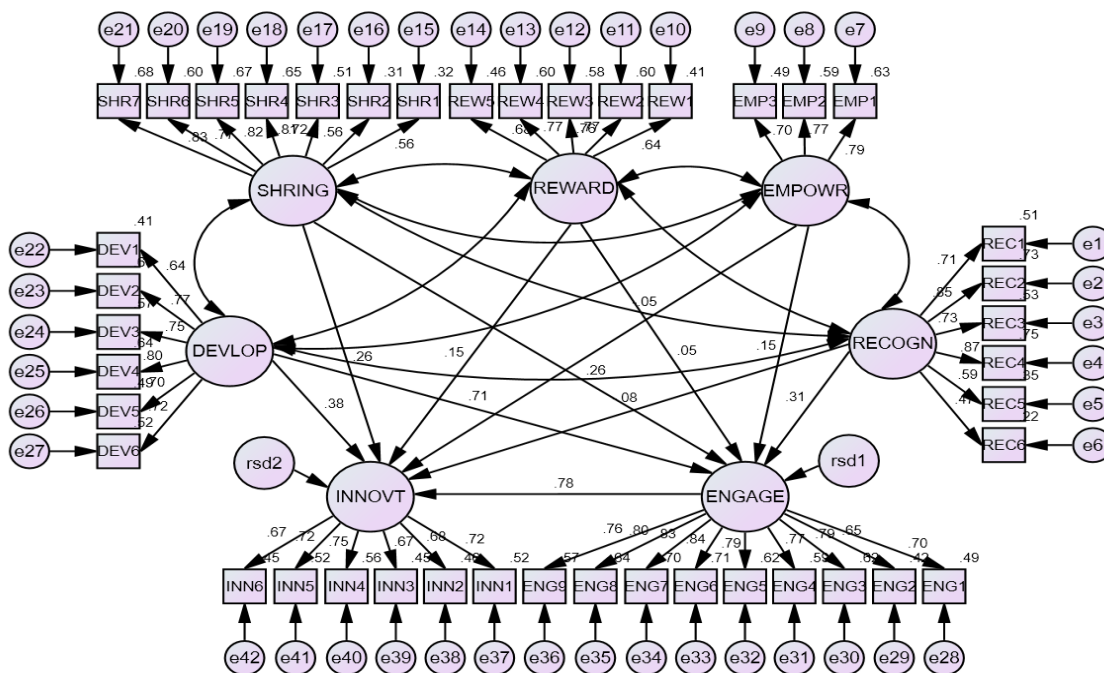 e21 e20 e19 e18 e17 e16 e15 e14 e13 e12 e11 e10 e9 e8 e7
.68 .60 .67 .65 .51 .31 .32 .46 .60 .58 .60 .41 .49 .59 .63
SHR7 SHR6 SHR5 SHR4 SHR3 SHR2 SHR1 REW5 REW4 REW3 REW2 REW1 EMP3 EMP2 EMP1
.83 .82 .72 .56 .56 .68 .77 .77 .64 .70 .77 .79
SHRING REWARD EMPOWR
.41 .51
e22 DEV1 .64 .71 REC1 e1
.73
e23 DEV2 .77 .85 REC2 e2
.53
e24 DEV3 .75 .73 REC3 e3
.64 .75
e25 DEV4 .80 .87 REC4 e4
.49 .70 .59 .35
e26 DEV5 .72 REC5 e5
.52 .22
e27 DEV6 REC6 e6
DEVLOP RECOGN
.05
.26 .15 .05 .15
.26
.38 .71 .08 .31
rsd2 rsd1
INNOVT .78 ENGAGE
.67 .72 .75 .67 .68 .72 .76 .80 .83 .84 .79 .77 .79 .65 .70
.45 .52 .56 .45 .52 .57 .64 .70 .71 .62 .59 .62 .42 .49
INN6 INN5 INN4 INN3 INN2 INN1 ENG9 ENG8 ENG7 ENG6 ENG5 ENG4 ENG3 ENG2 ENG1
e42 e41 e40 e39 e38 e37 e36 e35 e34 e33 e32 e31 e30 e29 e28